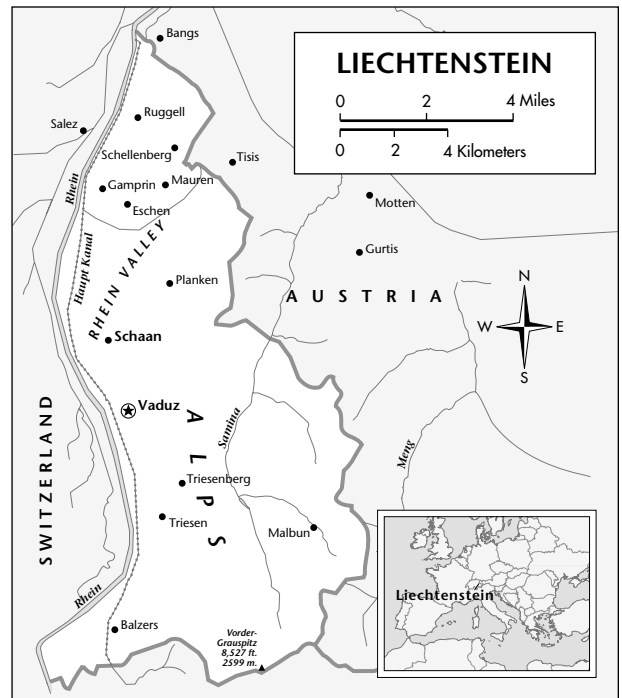 Bangs
LIECHTENSTEIN
0 2 4 Miles
0 2 4 Kilometers
Ruggell
Salez
Schellenberg
Tisis
Rhein
Gamprin
Mauren
Eschen
Motten
Haupt Kanal
RHEIN VALLEY
Gurtis
Planken
AUSTRIA
N
W E
S
Schaan
Vaduz
SWITZERLAND
ALPS
Samina
Meng
Triesenberg
Triesen
Malbun
Rhein
Balzers
Vorder-
Grauspitz
8,527 ft.
2599 m.
Liechtenstein